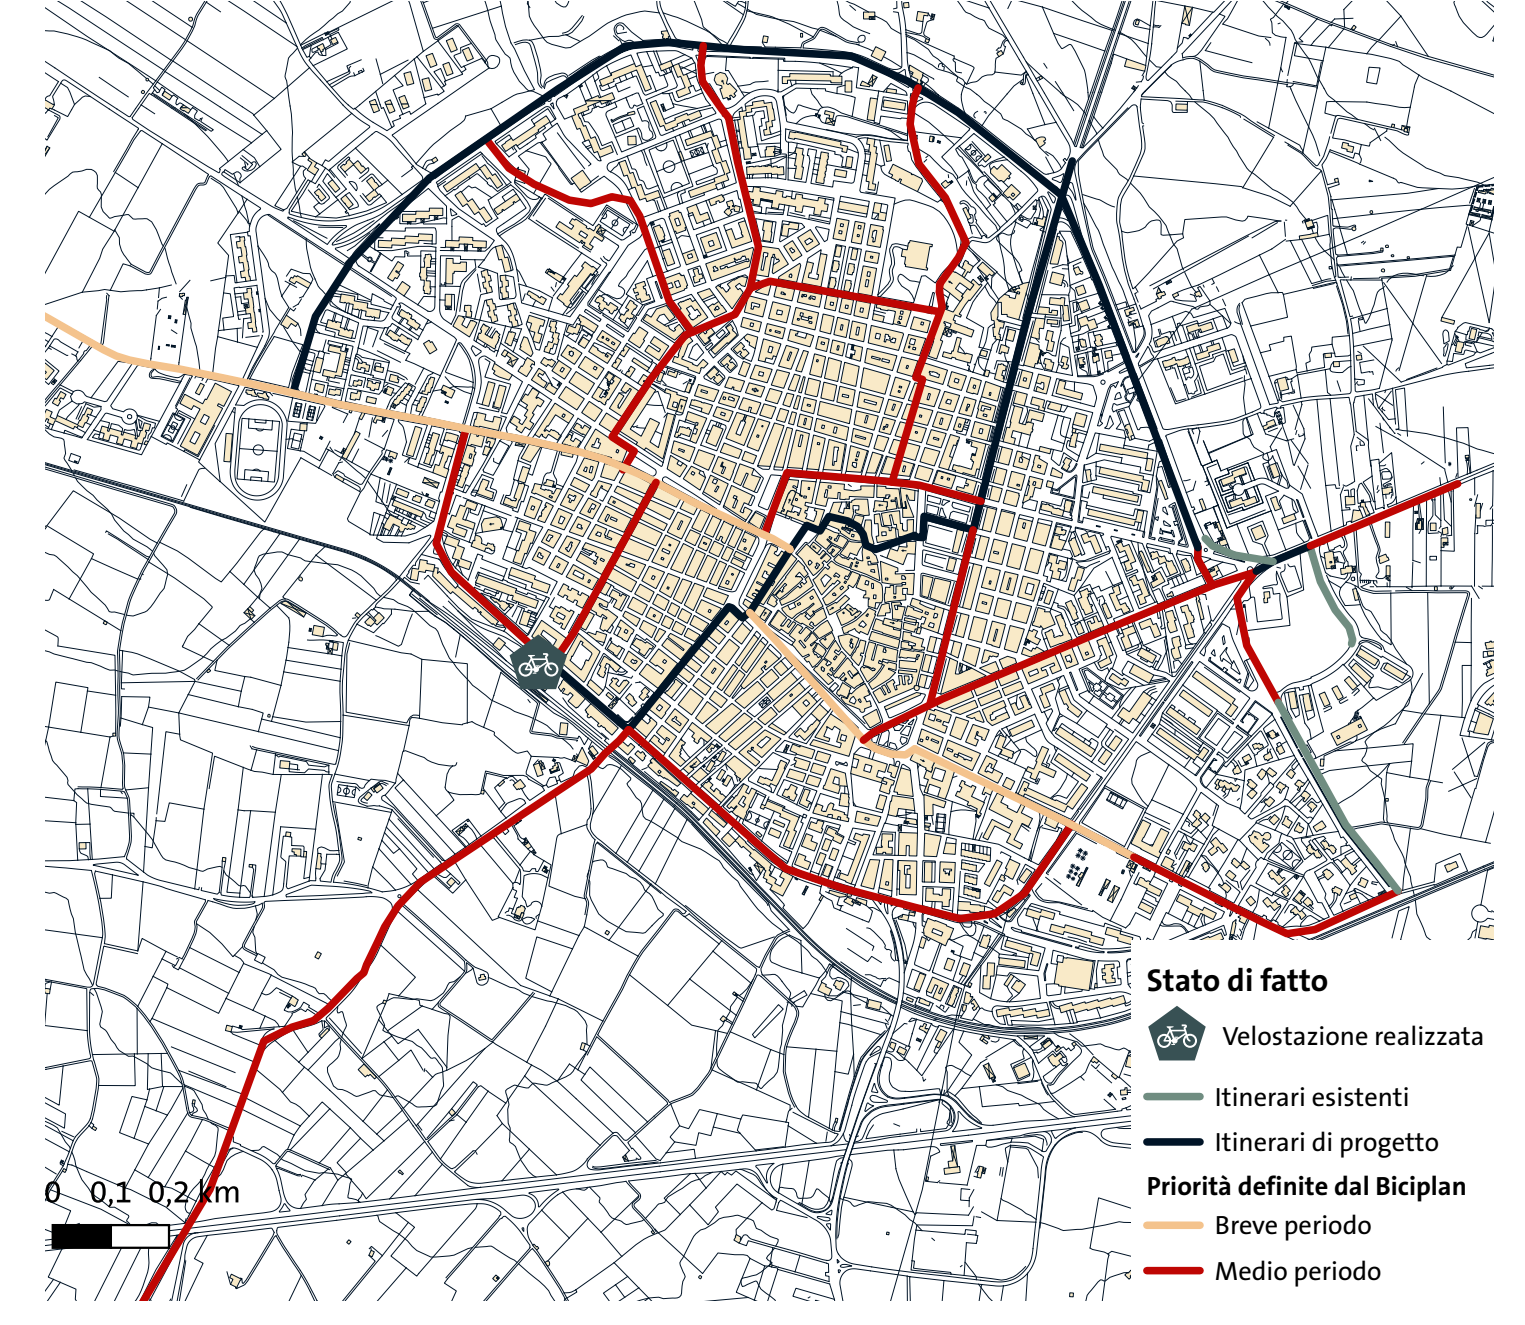 Stato di fatto
Velostazione realizzata
Itinerari esistenti
Itinerari di progetto
Priorità definite dal Biciplan
Breve periodo
Medio periodo
0 0,1 0,2 km